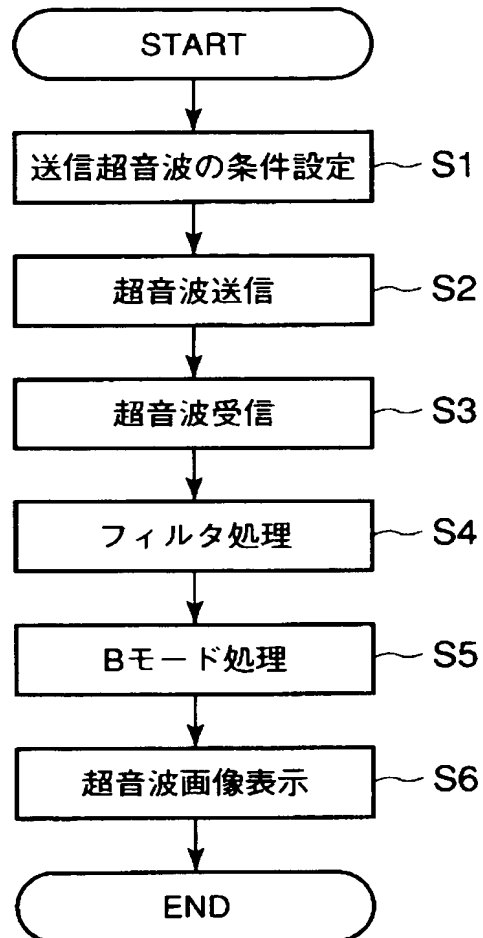 START
送信超音波の条件設定 S1
超音波送信 S2
超音波受信 S3
フィルタ処理 S4
Bモード処理 S5
超音波画像表示 S6
END